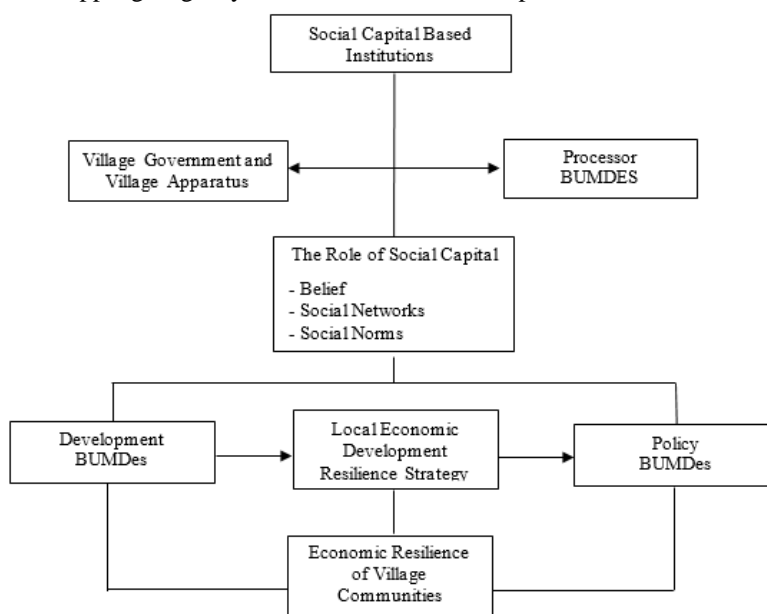 Social Capital Based
Institutions
Village Government and
Village Apparatus
Processor
BUMDES
The Role of Social Capital
- Belief
- Social Networks
- Social Norms
Development
BUMDes
Local Economic
Development
Resilience Strategy
Policy
BUMDes
Economic Resilience
of Village
Communities